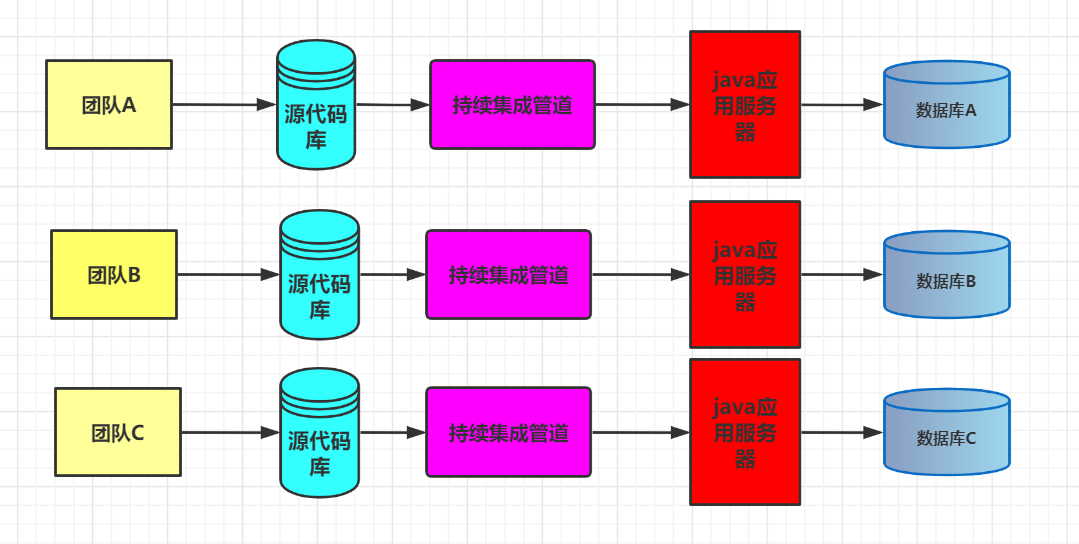 团队A
源代码
库
持续集成管道
java应
用服务
器
数据库A
团队B
源代码
库
持续集成管道
java应
用服务
器
数据库B
团队C
源代码
库
持续集成管道
java应
用服务
器
数据库C